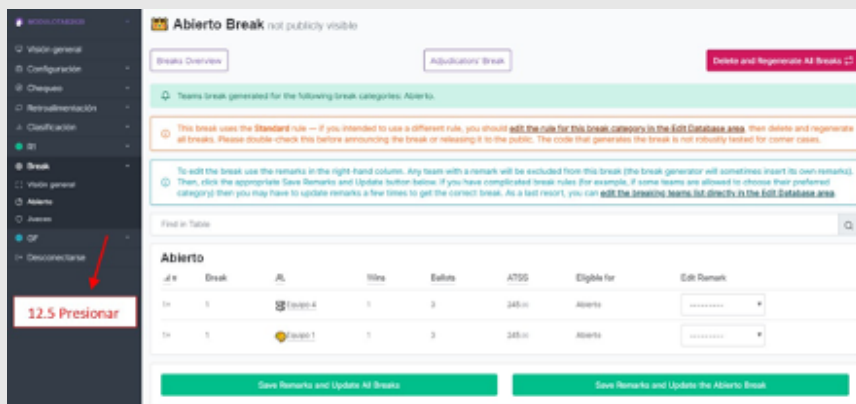 Visión general
Configuración
Chequeo
Retroalimentación
Clasificación
R1
Break
Visión general
Abierto
Jueces
GF
Desconectarse
12.5 Presionar
Abierto Break not publicly visible
Breaks Overview
Adjudicators' Break
Delete and Regenerate All Breaks
Teams break generated for the following break categories: Abierto.
This break uses the Standard rule — if you intended to use a different rule, you should edit the rule for this break category in the Edit Database area, then delete and regenerate
all breaks. Please double-check this before announcing the break or releasing it to the public. The code that generates the break is not robustly tested for corner cases.
To edit the break use the remarks in the right-hand column. Any team with a remark will be excluded from this break (the break generator will sometimes insert its own remarks).
Then, click the appropriate Save Remarks and Update button below. If you have complicated break rules (for example, if some teams are allowed to choose their preferred
category) then you may have to update remarks a few times to get the correct break. As a last resort, you can edit the breaking teams list directly in the Edit Database area.
Find in Table
Abierto
Break Wins Ballots ATSS Eligible for Edit Remark
1= 1 Equipo 4 1 3 Abierto ---------
1= 1 Equipo 1 1 3 Abierto ---------
Save Remarks and Update All Breaks
Save Remarks and Update the Abierto Break